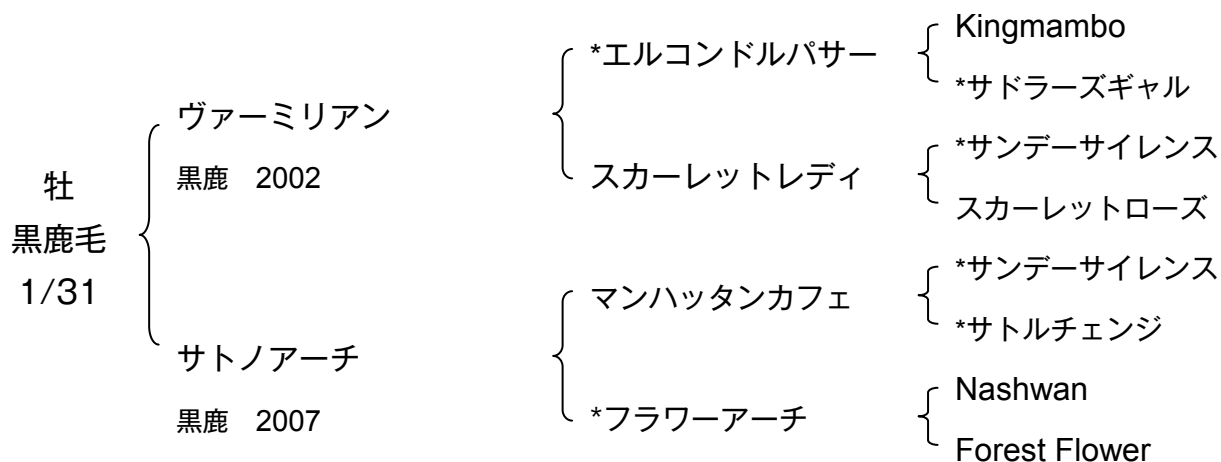 牡
黒鹿毛
1/31
ヴァーミリアン
黒鹿 2002
サトノアーチ
黒鹿 2007
*エルコンドルパサー
スカーレットレディ
マンハッタンカフェ
*フラワーアーチ
Kingmambo
*サドラーズギャル
*サンデーサイレンス
スカーレットローズ
*サンデーサイレンス
*サトルチェンジ
Nashwan
Forest Flower